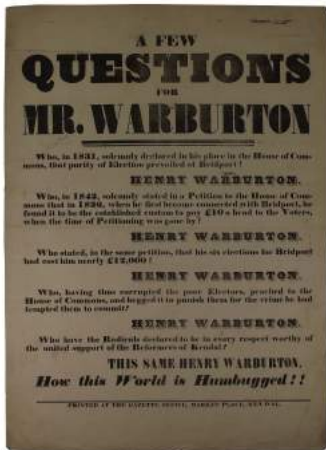 A FEW
QUESTIONS
FOR
MR. WARBURTON
Who, in 1831, solemnly declared in his place in the House of Com-
mons, that purity of Election prevailed at Bridport!
HENRY WARBURTON.
Who, in 1842, solemnly stated in a Petition to the House of Com-
mons that in 1826, when he first became connected with Bridport, he
found it to be the established custom to pay £10 a head to the Voters,
when the time of Petitioning was gone by?
HENRY WARBURTON.
Who stated, in the same petition, that his six elections for Bridport
had cost him nearly £12,000?
HENRY WARBURTON.
Who, having thus corrupted the poor Electors, preached to the
House of Commons, and begged it to punish them for the crime he had
tempted them to commit?
HENRY WARBURTON.
Who have the Radicals declared to be in every respect worthy of
the united support of the Reformers of Kendal?
THIS SAME HENRY WARBURTON.
How this World is Humbugged!!
PRINTED AT THE GAZETTE OFFICE, MARKET PLACE, KENDAL.